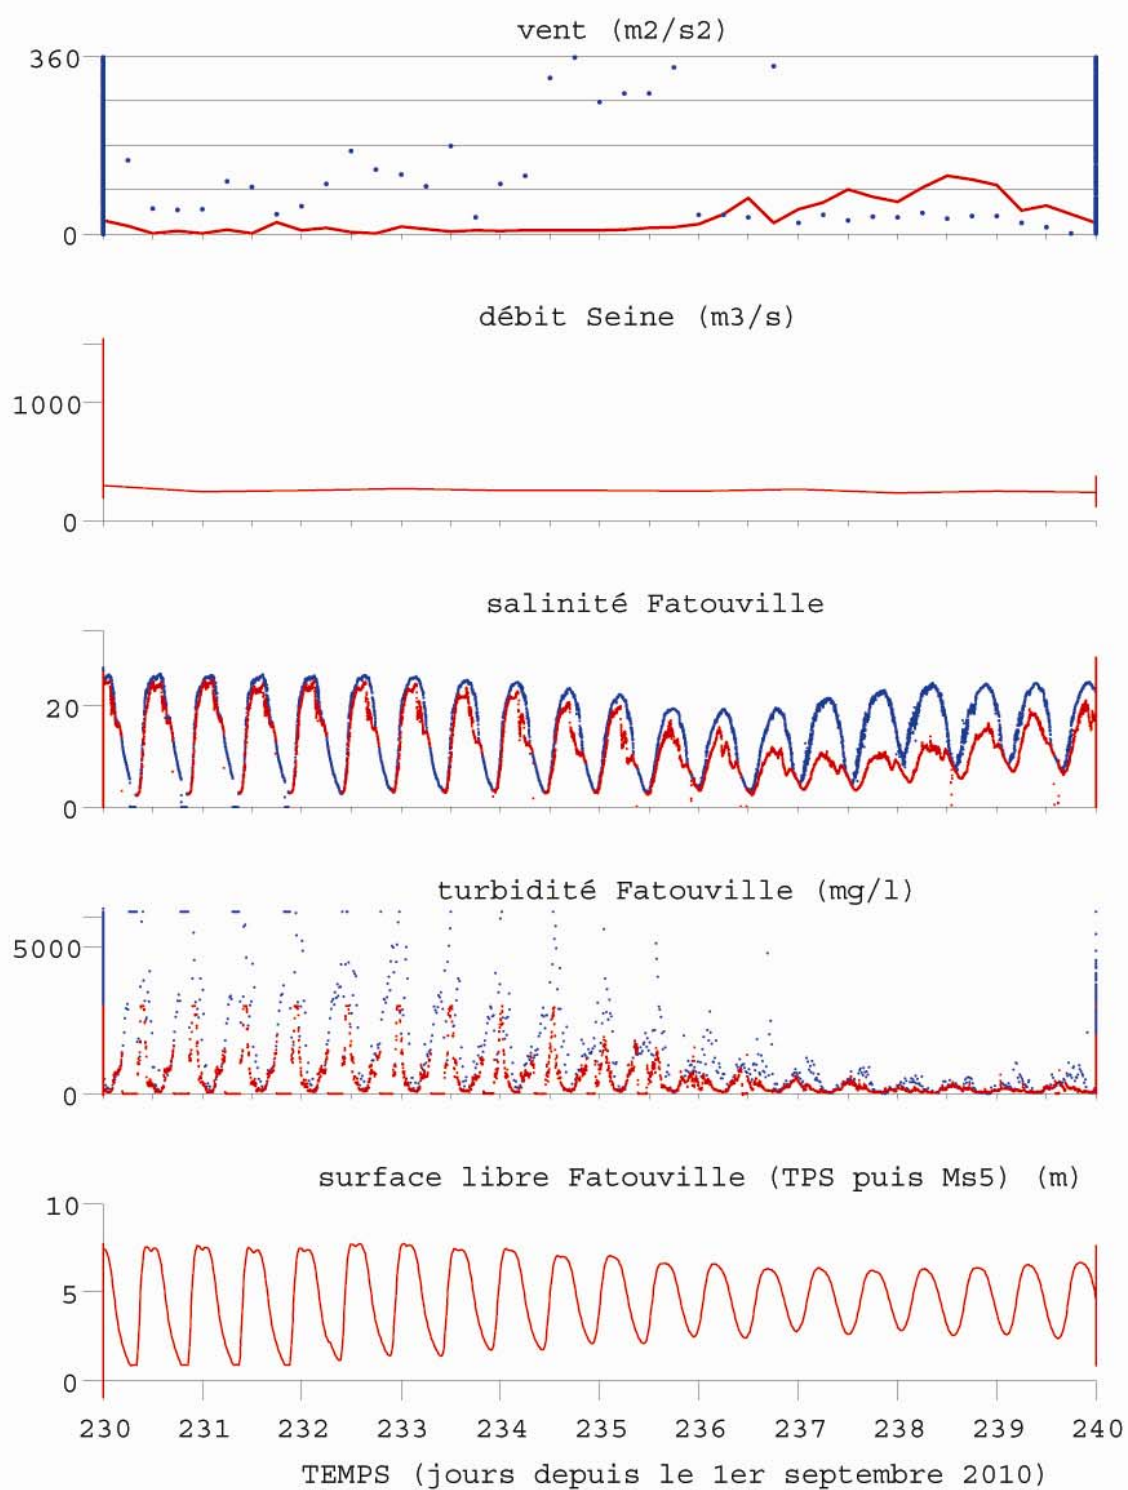 vent (m2/s2)
360
0
débit Seine (m3/s)
1000
0
salinité Fatouville
20
0
turbidité Fatouville (mg/l)
5000
0
surface libre Fatouville (TPS puis Ms5) (m)
10
5
0
230 231 232 233 234 235 236 237 238 239 240
TEMPS (jours depuis le 1er septembre 2010)